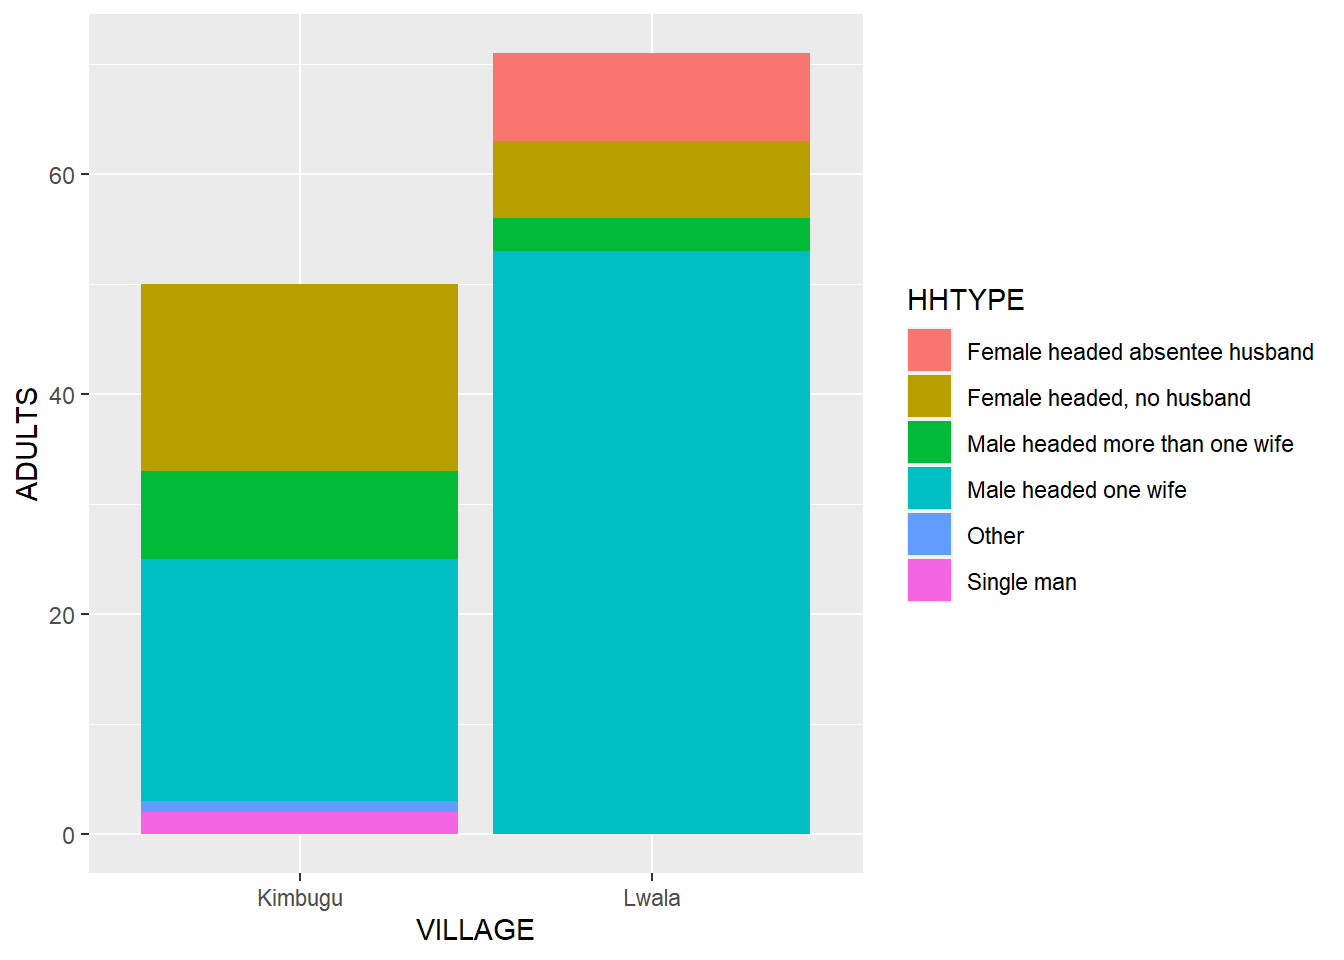 ADULTS
60
40
20
0
Kimbugu
Lwala
VILLAGE
HHTYPE
Female headed absentee husband
Female headed, no husband
Male headed more than one wife
Male headed one wife
Other
Single man